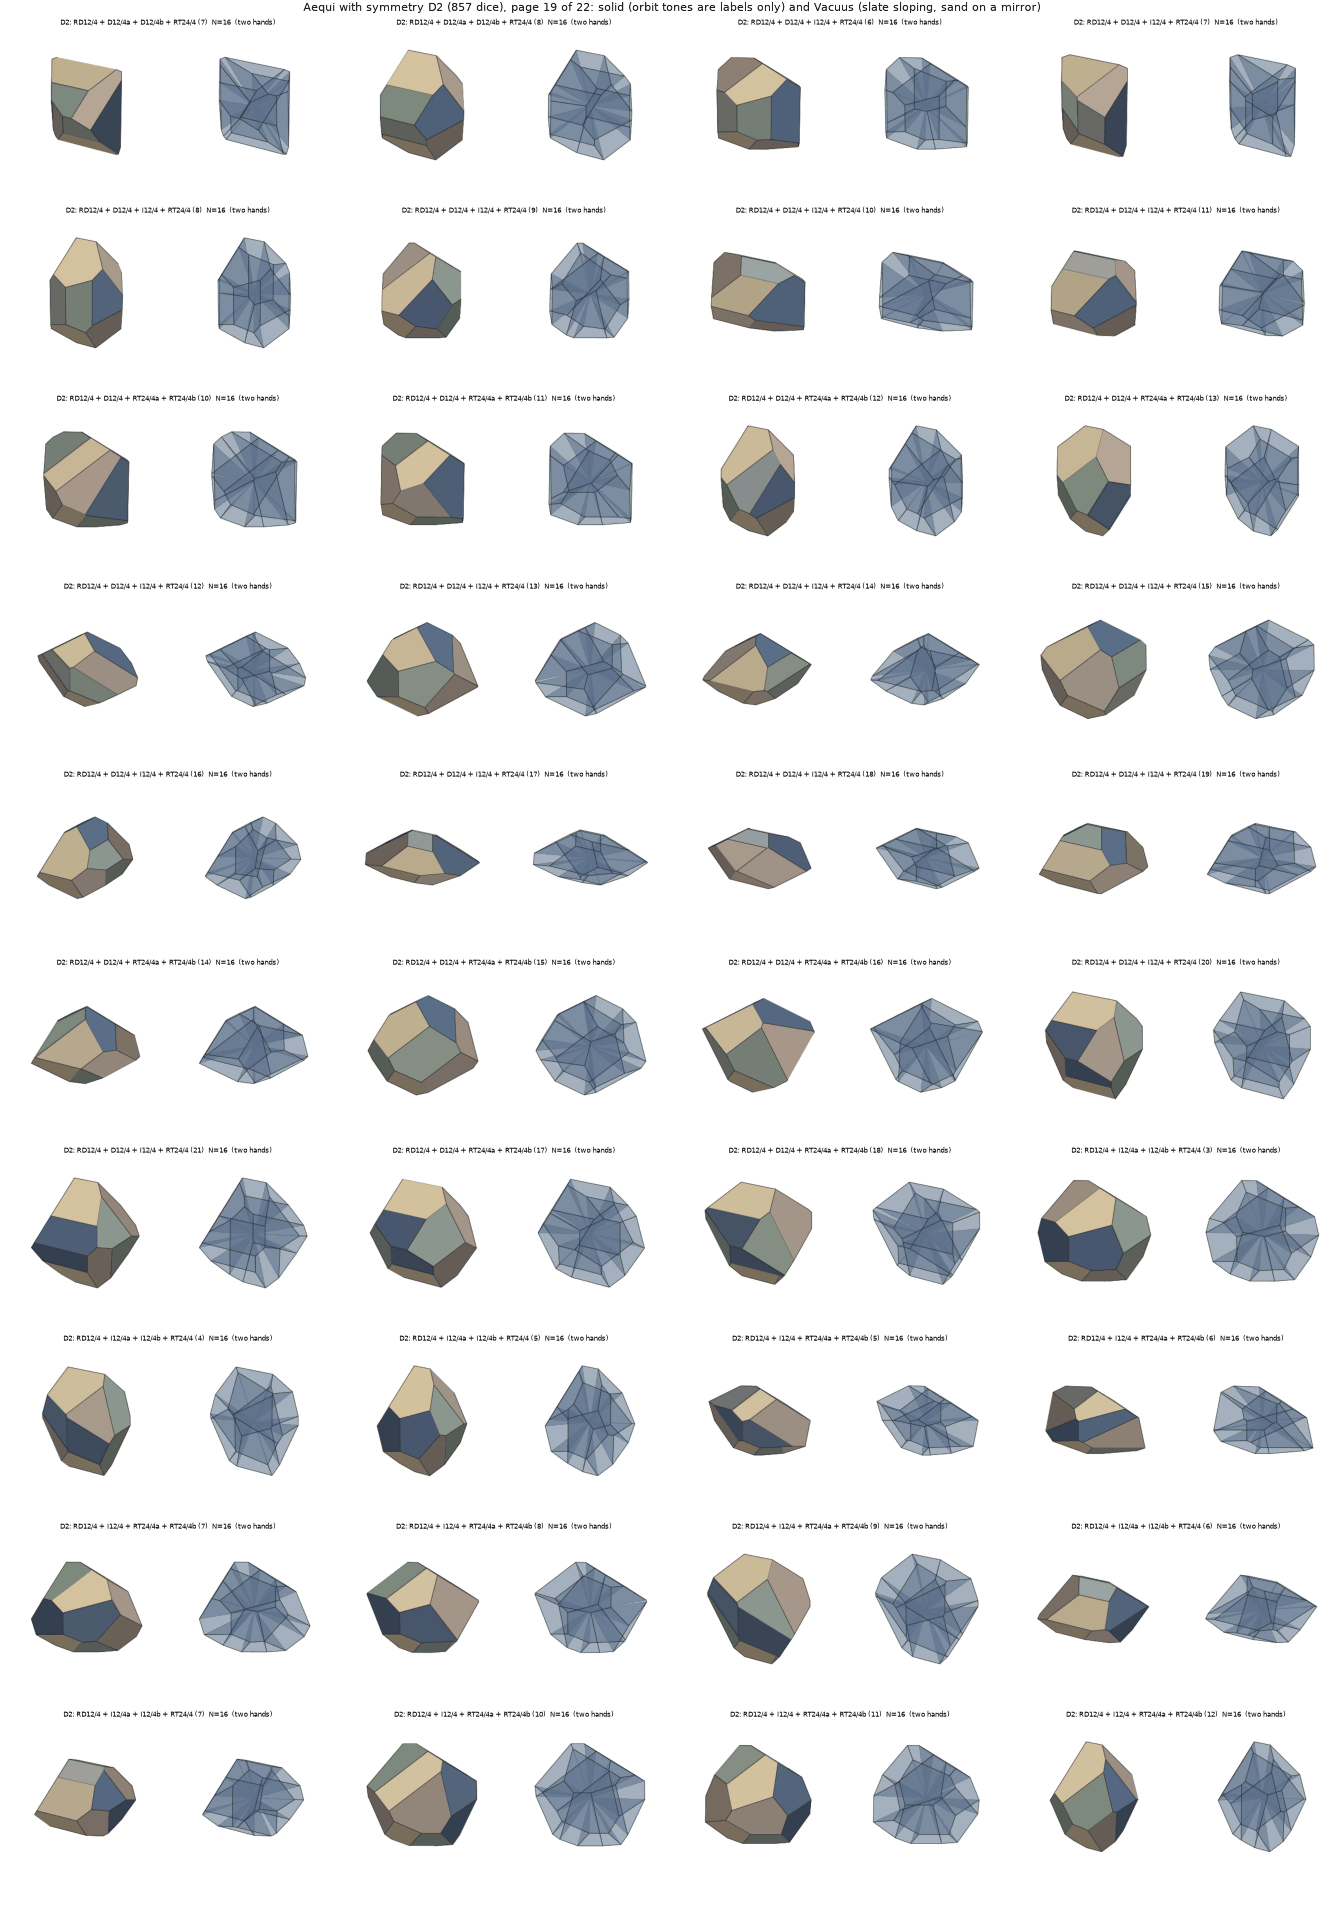 Aequi with symmetry D2 (857 dice), page 19 of 22: solid (orbit tones are labels only) and Vacuus (slate sloping, sand on a mirror)
D2: RD12/4 + D12/4a + D12/4b + RT24/4 (7)  N=16  (two hands)
D2: RD12/4 + D12/4a + D12/4b + RT24/4 (8)  N=16  (two hands)
D2: RD12/4 + D12/4 + I12/4 + RT24/4 (6)  N=16  (two hands)
D2: RD12/4 + D12/4 + I12/4 + RT24/4 (7)  N=16  (two hands)
D2: RD12/4 + D12/4 + I12/4 + RT24/4 (8)  N=16  (two hands)
D2: RD12/4 + D12/4 + I12/4 + RT24/4 (9)  N=16  (two hands)
D2: RD12/4 + D12/4 + I12/4 + RT24/4 (10)  N=16  (two hands)
D2: RD12/4 + D12/4 + I12/4 + RT24/4 (11)  N=16  (two hands)
D2: RD12/4 + D12/4 + RT24/4a + RT24/4b (10)  N=16  (two hands)
D2: RD12/4 + D12/4 + RT24/4a + RT24/4b (11)  N=16  (two hands)
D2: RD12/4 + D12/4 + RT24/4a + RT24/4b (12)  N=16  (two hands)
D2: RD12/4 + D12/4 + RT24/4a + RT24/4b (13)  N=16  (two hands)
D2: RD12/4 + D12/4 + I12/4 + RT24/4 (12)  N=16  (two hands)
D2: RD12/4 + D12/4 + I12/4 + RT24/4 (13)  N=16  (two hands)
D2: RD12/4 + D12/4 + I12/4 + RT24/4 (14)  N=16  (two hands)
D2: RD12/4 + D12/4 + I12/4 + RT24/4 (15)  N=16  (two hands)
D2: RD12/4 + D12/4 + I12/4 + RT24/4 (16)  N=16  (two hands)
D2: RD12/4 + D12/4 + I12/4 + RT24/4 (17)  N=16  (two hands)
D2: RD12/4 + D12/4 + I12/4 + RT24/4 (18)  N=16  (two hands)
D2: RD12/4 + D12/4 + I12/4 + RT24/4 (19)  N=16  (two hands)
D2: RD12/4 + D12/4 + RT24/4a + RT24/4b (14)  N=16  (two hands)
D2: RD12/4 + D12/4 + RT24/4a + RT24/4b (15)  N=16  (two hands)
D2: RD12/4 + D12/4 + RT24/4a + RT24/4b (16)  N=16  (two hands)
D2: RD12/4 + D12/4 + I12/4 + RT24/4 (20)  N=16  (two hands)
D2: RD12/4 + D12/4 + I12/4 + RT24/4 (21)  N=16  (two hands)
D2: RD12/4 + D12/4 + RT24/4a + RT24/4b (17)  N=16  (two hands)
D2: RD12/4 + D12/4 + RT24/4a + RT24/4b (18)  N=16  (two hands)
D2: RD12/4 + I12/4a + I12/4b + RT24/4 (3)  N=16  (two hands)
D2: RD12/4 + I12/4a + I12/4b + RT24/4 (4)  N=16  (two hands)
D2: RD12/4 + I12/4a + I12/4b + RT24/4 (5)  N=16  (two hands)
D2: RD12/4 + I12/4 + RT24/4a + RT24/4b (5)  N=16  (two hands)
D2: RD12/4 + I12/4 + RT24/4a + RT24/4b (6)  N=16  (two hands)
D2: RD12/4 + I12/4 + RT24/4a + RT24/4b (7)  N=16  (two hands)
D2: RD12/4 + I12/4 + RT24/4a + RT24/4b (8)  N=16  (two hands)
D2: RD12/4 + I12/4 + RT24/4a + RT24/4b (9)  N=16  (two hands)
D2: RD12/4 + I12/4a + I12/4b + RT24/4 (6)  N=16  (two hands)
D2: RD12/4 + I12/4a + I12/4b + RT24/4 (7)  N=16  (two hands)
D2: RD12/4 + I12/4 + RT24/4a + RT24/4b (10)  N=16  (two hands)
D2: RD12/4 + I12/4 + RT24/4a + RT24/4b (11)  N=16  (two hands)
D2: RD12/4 + I12/4 + RT24/4a + RT24/4b (12)  N=16  (two hands)